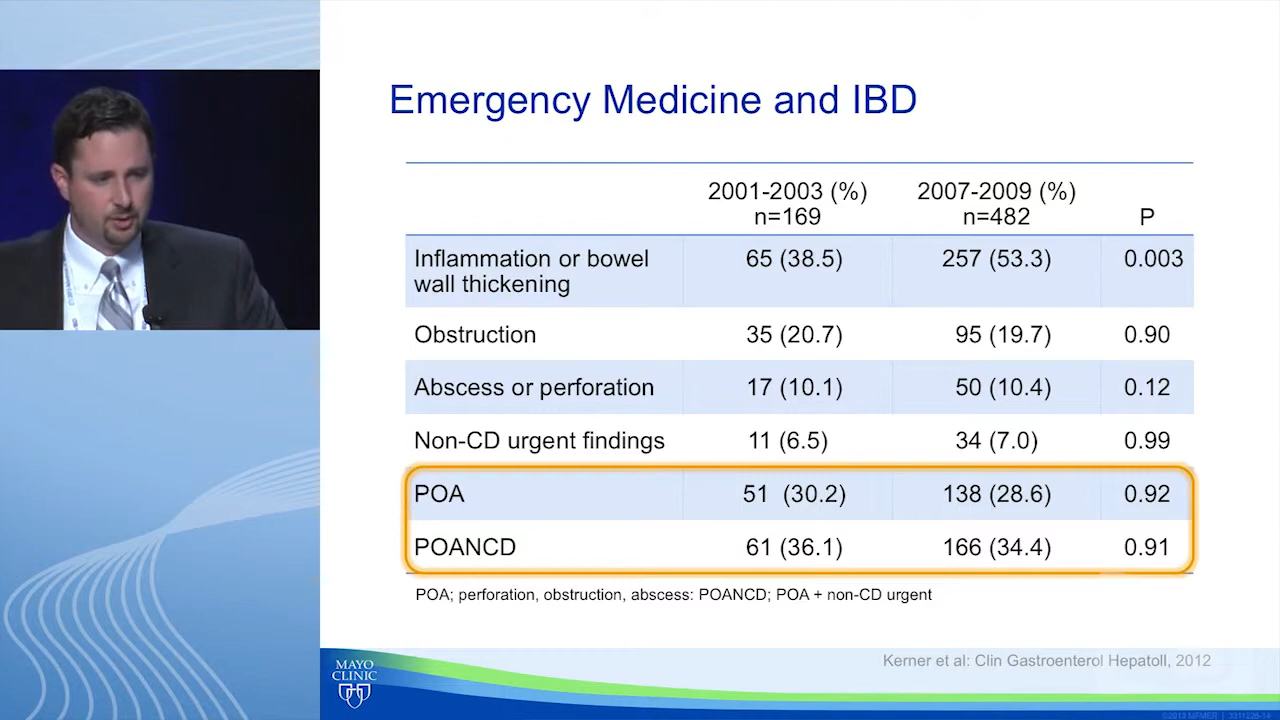 Emergency Medicine and IBD
2001-2003 (%) 2007-2009 (%)
n=169 n=482 P
Inflammation or bowel 65 (38.5) 257 (53.3) 0.003
wall thickening
Obstruction 35 (20.7) 95 (19.7) 0.90
Abscess or perforation 17 (10.1) 50 (10.4) 0.12
Non-CD urgent findings 11 (6.5) 34 (7.0) 0.99
POA 51 (30.2) 138 (28.6) 0.92
POANCD 61 (36.1) 166 (34.4) 0.91
POA; perforation, obstruction, abscess: POANCD; POA + non-CD urgent
Kerner et al: Clin Gastroenterol Hepatoll, 2012
MAYO
CLINIC